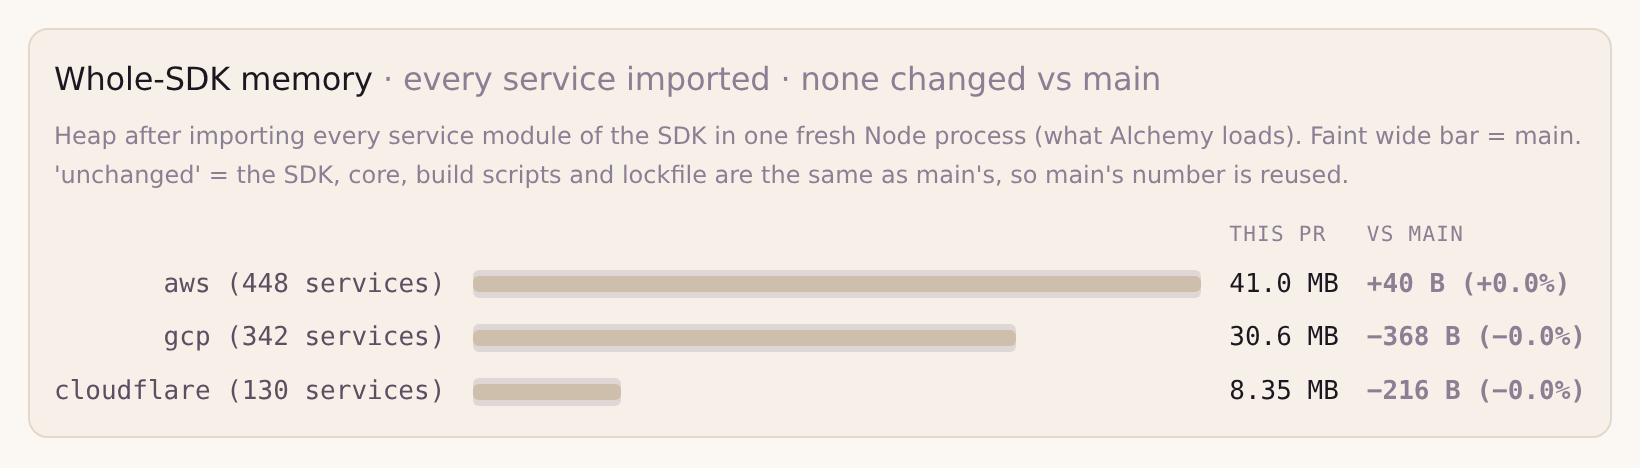 Whole-SDK memory · every service imported · none changed vs main
Heap after importing every service module of the SDK in one fresh Node process (what Alchemy loads). Faint wide bar = main.
'unchanged' = the SDK, core, build scripts and lockfile are the same as main's, so main's number is reused.
THIS PR VS MAIN
aws (448 services) 41.0 MB +40 B (+0.0%)
gcp (342 services) 30.6 MB −368 B (−0.0%)
cloudflare (130 services) 8.35 MB −216 B (−0.0%)